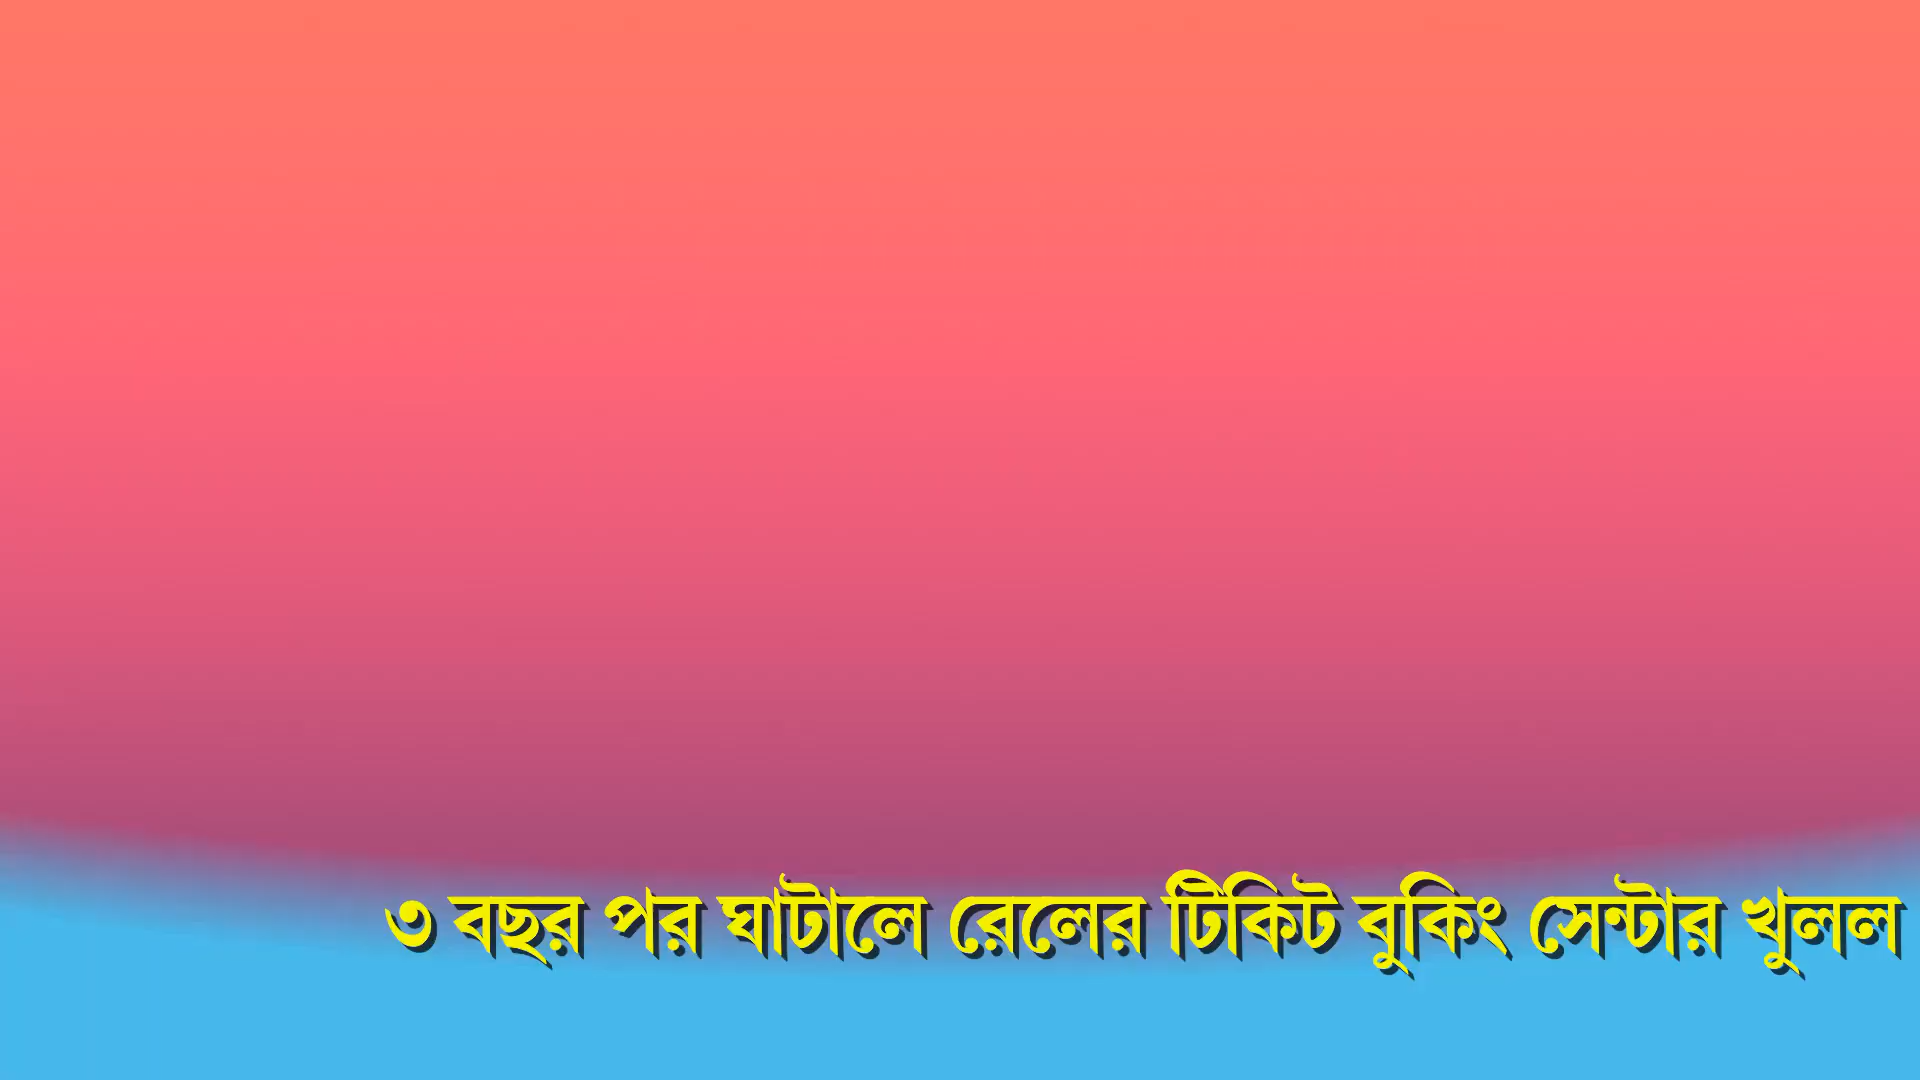 ৩ বছর পর ঘাটালে রেলের টিকিট বুকিং সেন্টার খুলল